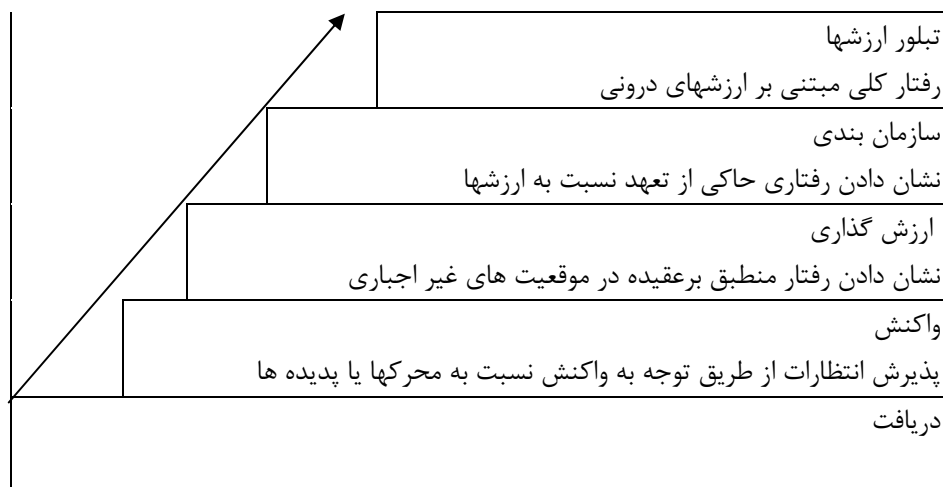 تبلور ارزشها
رفتار کلی مبتنی بر ارزشهای درونی
سازمان بندی
نشان دادن رفتاری حاکی از تعهد نسبت به ارزشها
ارزش گذاری
نشان دادن رفتار منطبق برعقیده در موقعیت های غیر اجباری
واکنش
پذیرش انتظارات از طریق توجه به واکنش نسبت به محرکها یا پدیده ها
دریافت